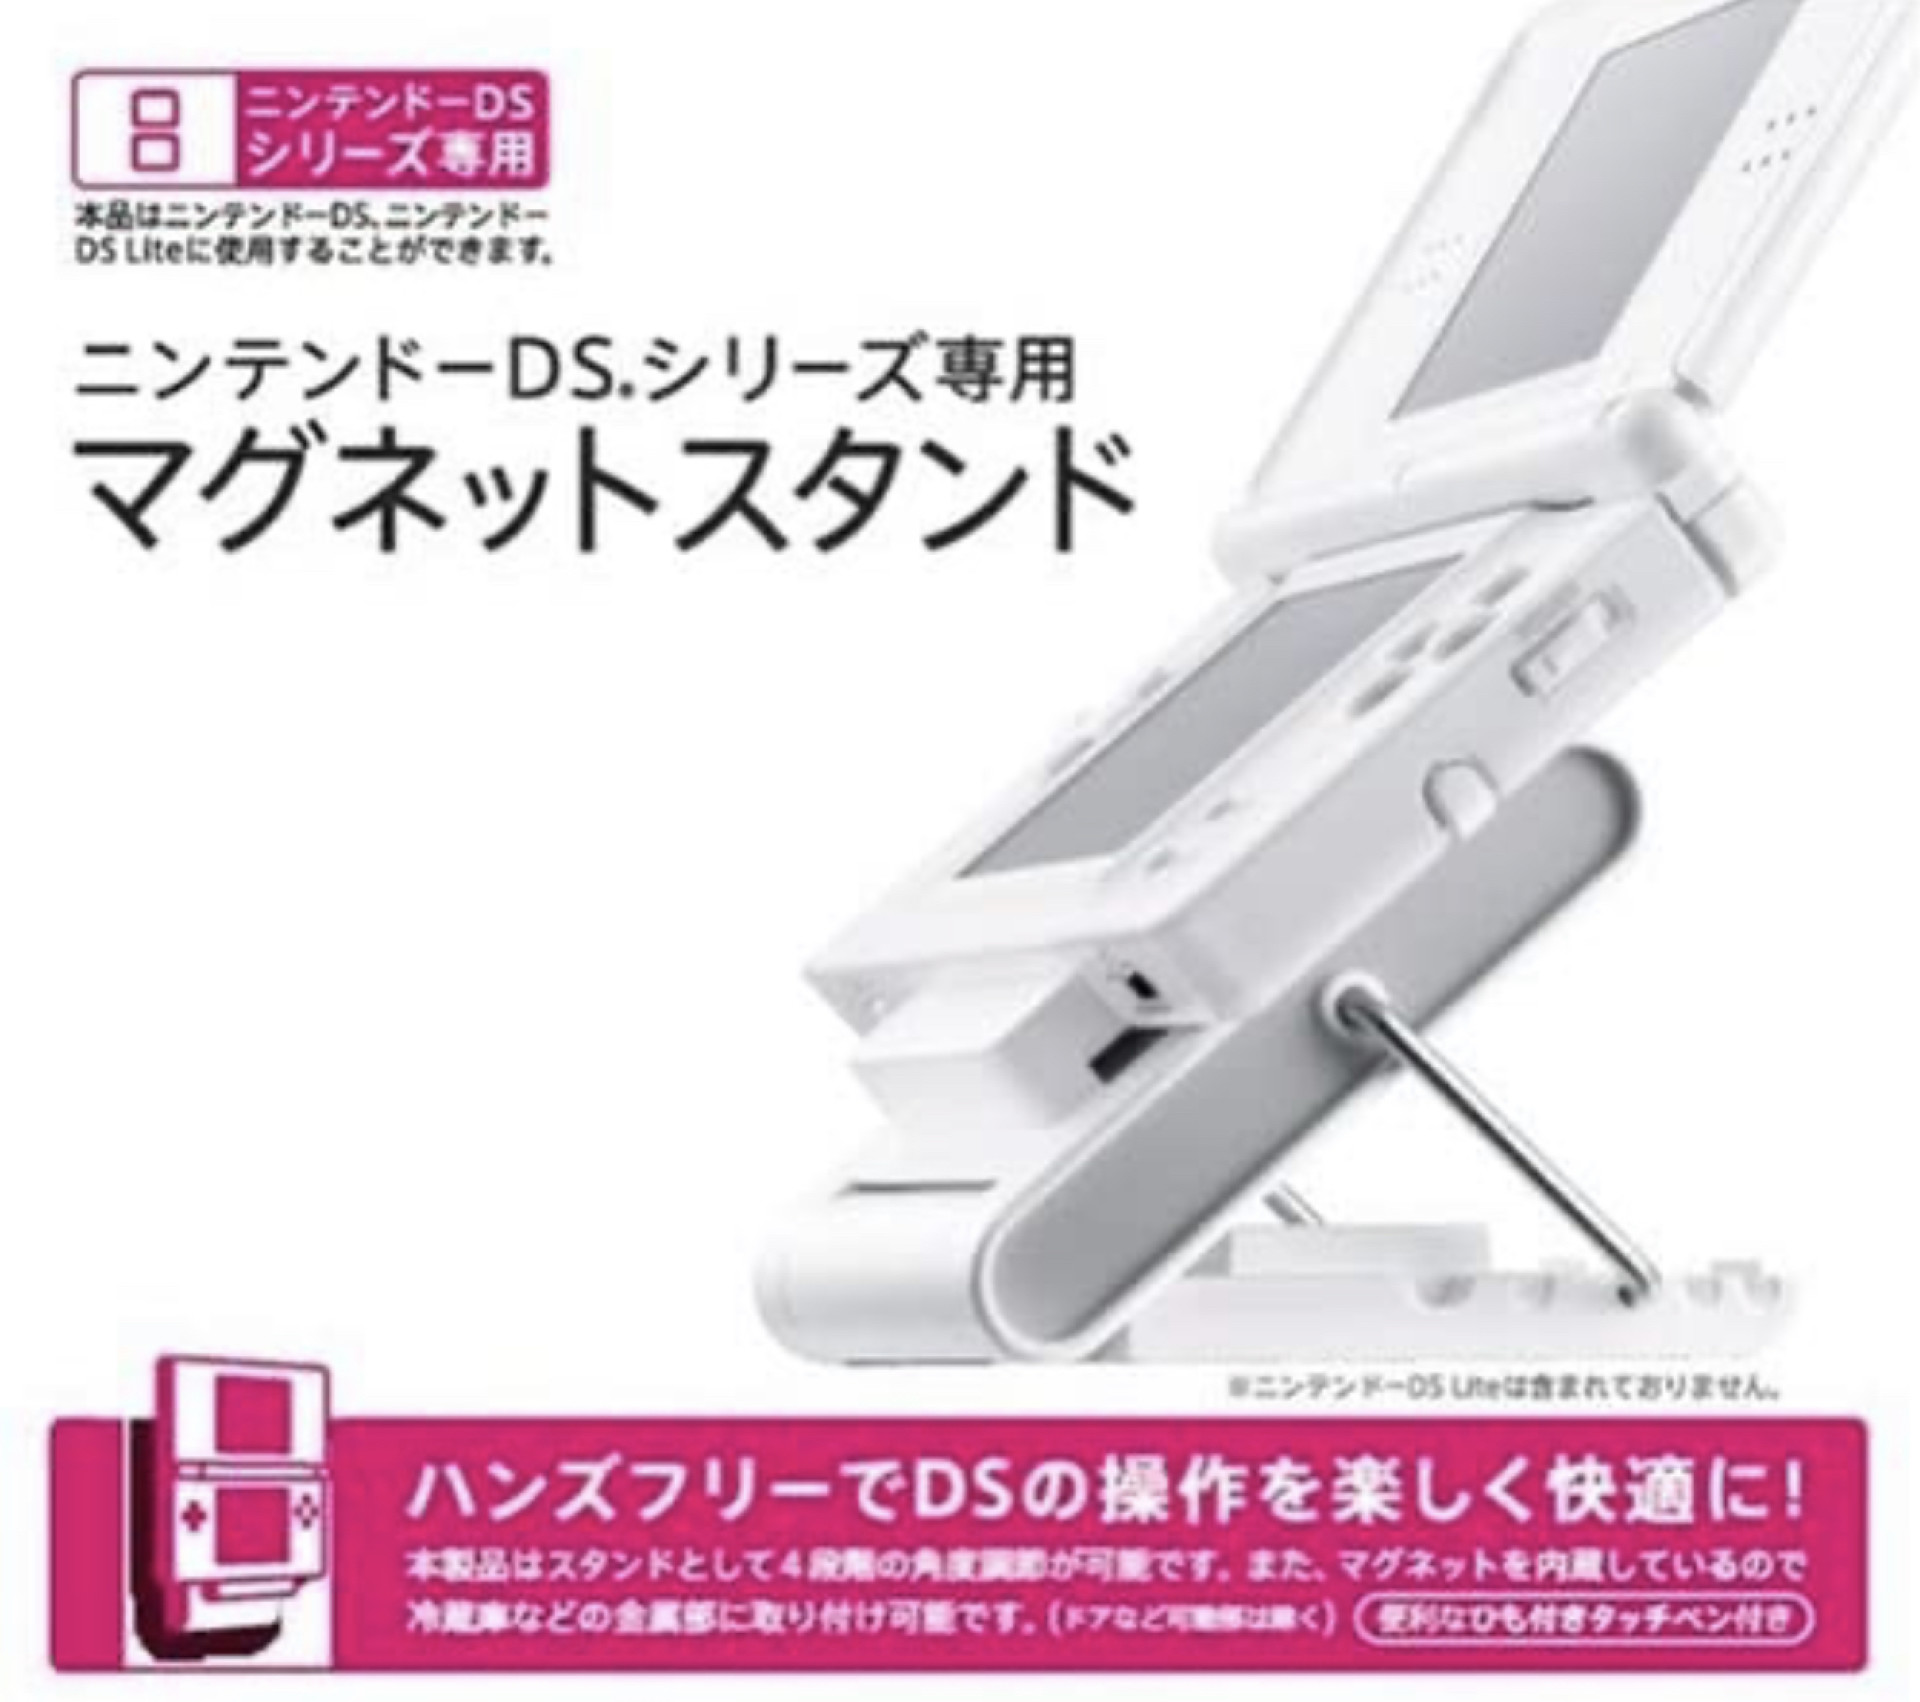 ニンテンドーDS
シリーズ専用
本品はニンテンドーDS、ニンテンドー
DS Liteに使用することができます。
ニンテンドーDS.シリーズ専用
マグネットスタンド
※ニンテンドーDS Liteは含まれておりません。
ハンズフリーでDSの操作を楽しく快適に!
本製品はスタンドとして4段階の角度調節が可能です。また、マグネットを内蔵しているので
冷蔵庫などの金属部に取り付け可能です。(ドアなど可動部は除く) 便利なひも付きタッチペン付き